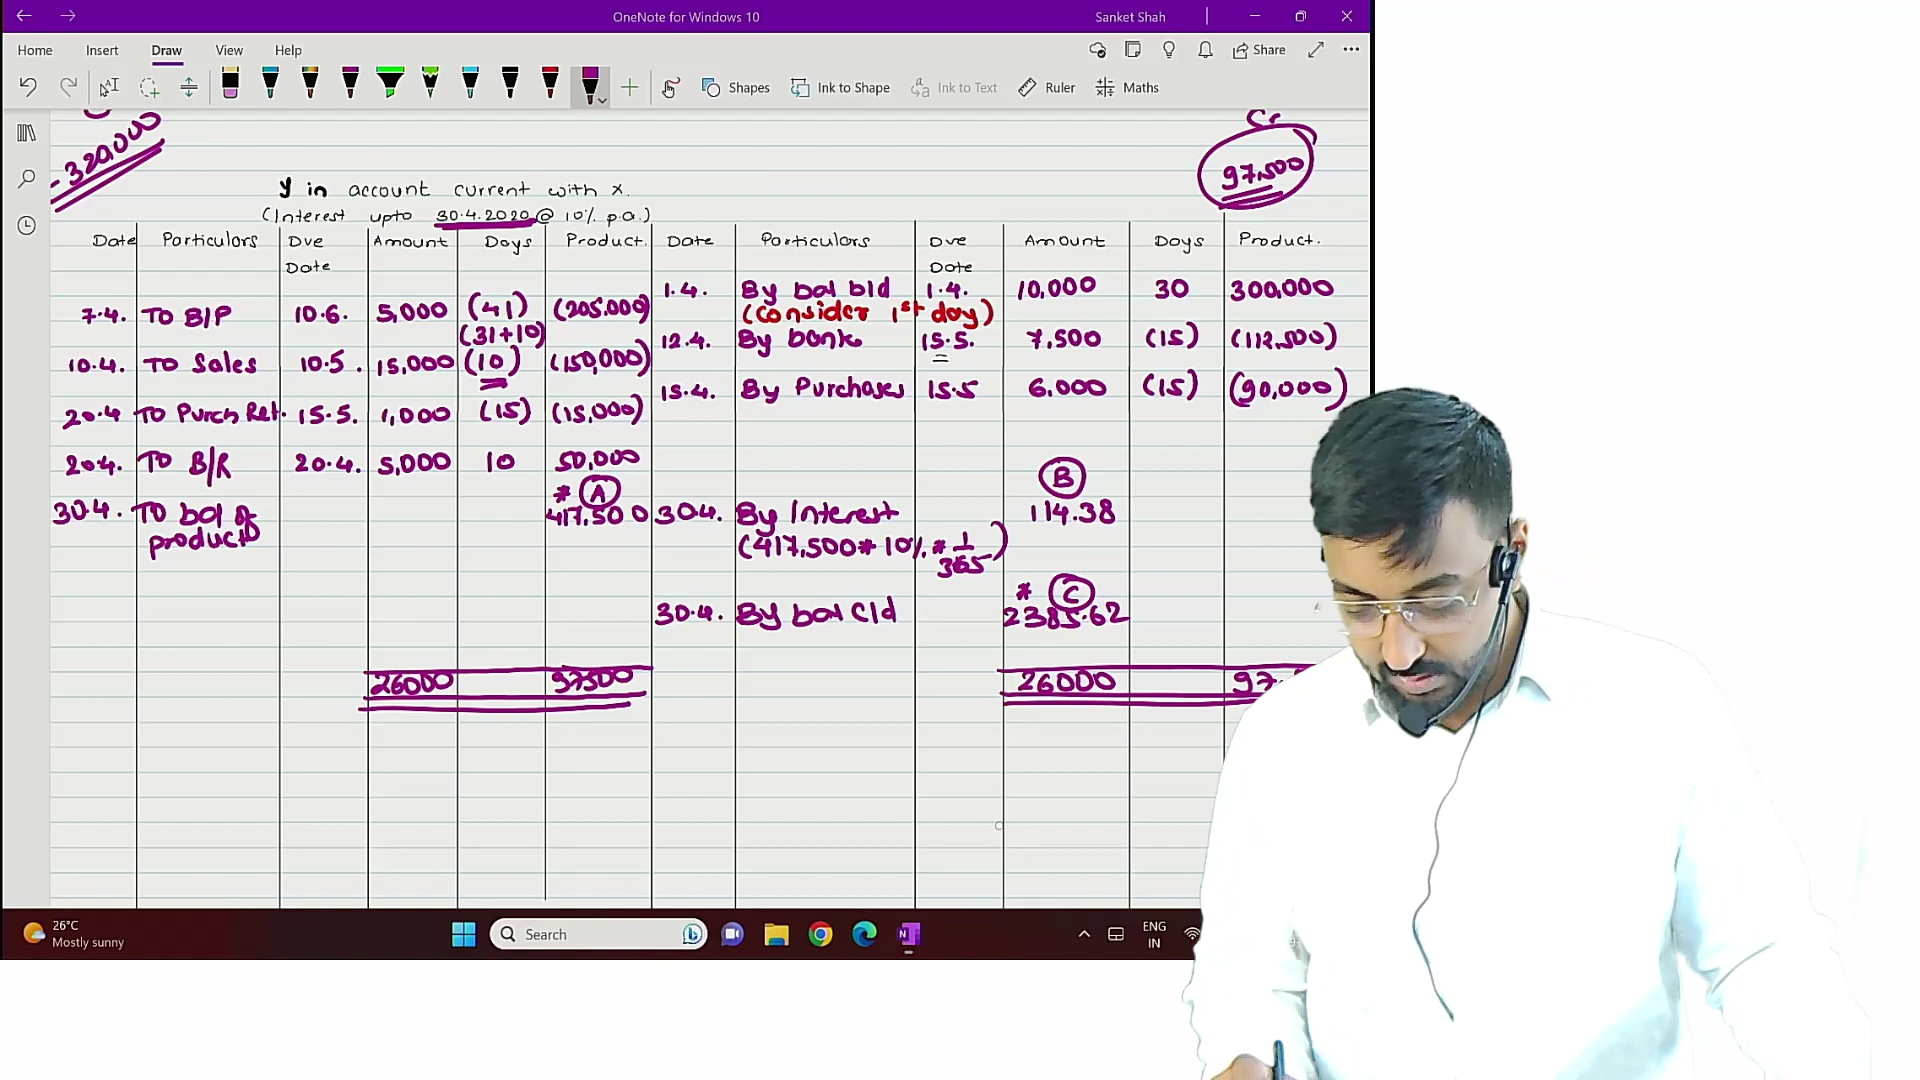 OneNote for Windows 10
Sanket Shah
Home Insert Draw View Help
Share
Shapes Ink to Shape Ink to Text Ruler Maths
- 320,000
Cr
97,500
Y in account current with x.
(Interest upto 30.4.2020 @ 10% p.a.)
Date Particulars Due Date Amount Days Product. Date Particulars Due Date Amount Days Product.
1.4. By bal b/d 1.4. 10,000 30 300,000
(Consider 1st day)
7.4. TO B/P 10.6. 5,000 (41) (205.000)
(31+10)
12.4. By bank 15.5. 7,500 (15) (112,500)
10.4. TO Sales 10.5. 15,000 (10) (150,000)
15.4. By Purchases 15.5 6.000 (15) (90,000)
20.4 TO Purch Ret. 15.5. 1,000 (15) (15,000)
20.4. TO B/R 20.4. 5,000 10 50,000
* A
B
30.4. TO bal of products 417,500
30.4. By Interest 114.38
(417,500 * 10% * 1/365)
* C
30.4. By bal C/d 2385.62
26000 97500 26000 97
26°C
Mostly sunny
Search
ENG
IN